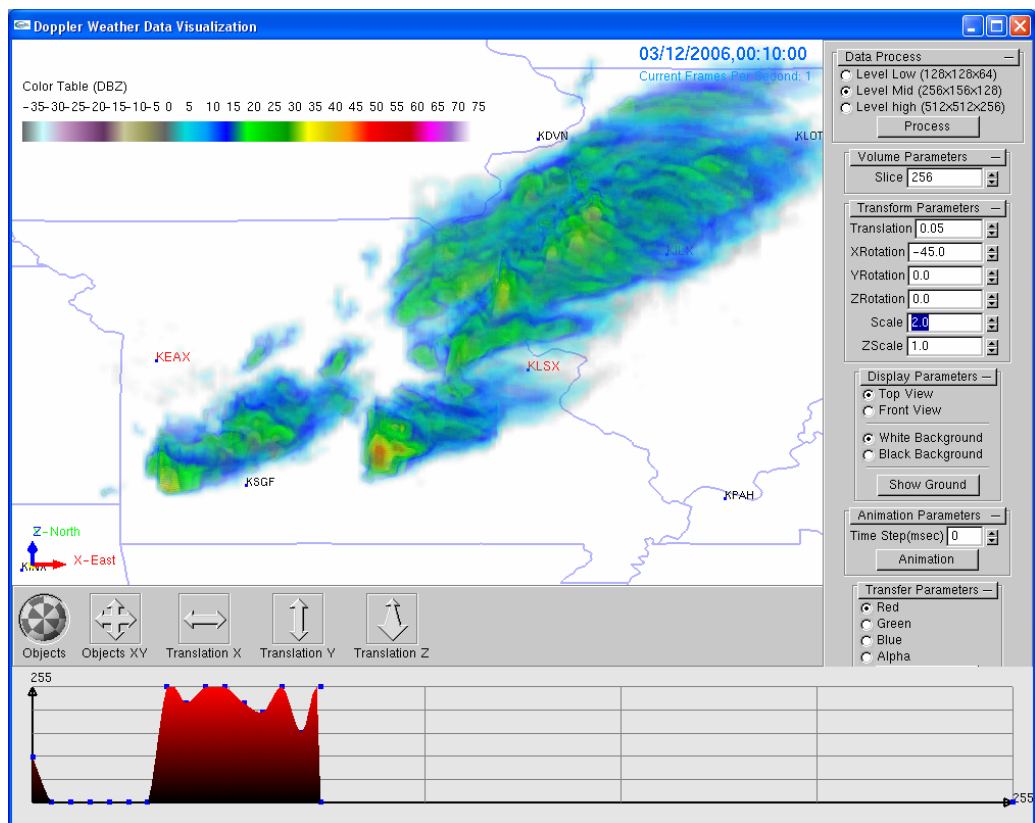 Doppler Weather Data Visualization
03/12/2006,00:10:00
Current Frames Per Second: 1
Color Table (DBZ)
-35-30-25-20-15-10-5 0 5 10 15 20 25 30 35 40 45 50 55 60 65 70 75
KDVN
KLOT
KILX
KEAX
KLSX
KSGF
KPAH
Z-North
Z
X-East
KINX
Data Process
Level Low (128x128x64)
Level Mid (256x156x128)
Level high (512x512x256)
Process
Volume Parameters
Slice 256
Transform Parameters
Translation 0.05
XRotation -45.0
YRotation 0.0
ZRotation 0.0
Scale 2.0
ZScale 1.0
Display Parameters
Top View
Front View
White Background
Black Background
Show Ground
Animation Parameters
Time Step(msec) 0
Animation
Transfer Parameters
Red
Green
Blue
Alpha
Objects
Objects XY
Translation X
Translation Y
Translation Z
255
255